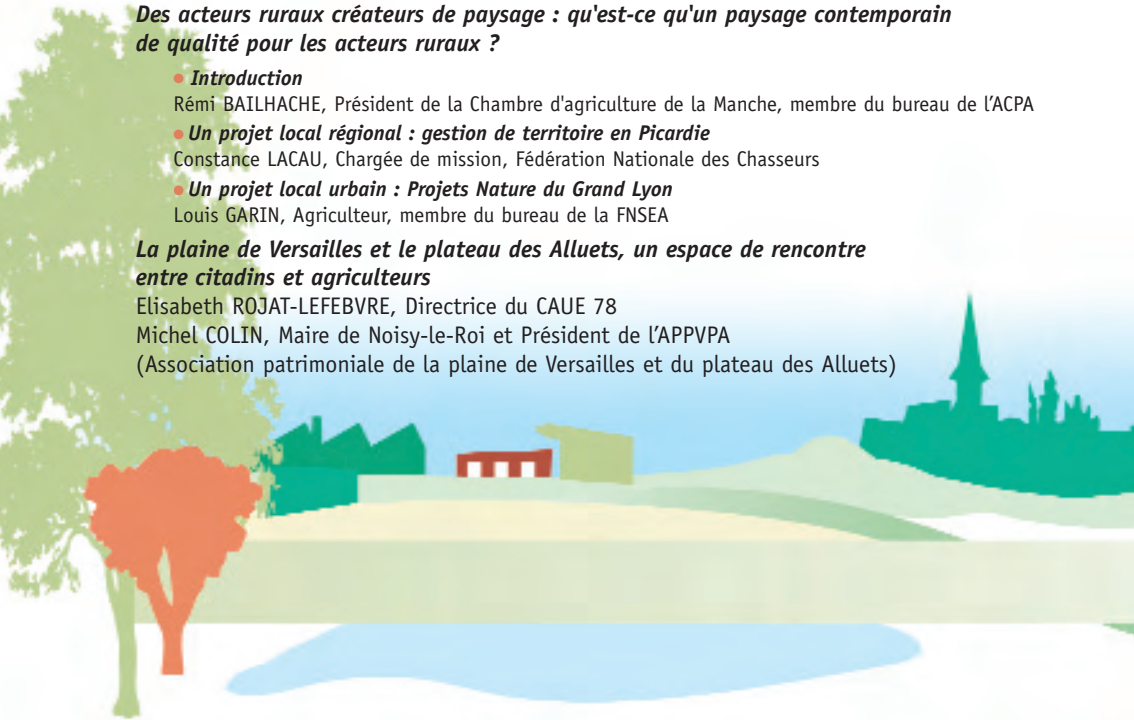 Des acteurs ruraux créateurs de paysage : qu'est-ce qu'un paysage contemporain
de qualité pour les acteurs ruraux ?
● Introduction
Rémi BAILHACHE, Président de la Chambre d'agriculture de la Manche, membre du bureau de l’ACPA
● Un projet local régional : gestion de territoire en Picardie
Constance LACAU, Chargée de mission, Fédération Nationale des Chasseurs
● Un projet local urbain : Projets Nature du Grand Lyon
Louis GARIN, Agriculteur, membre du bureau de la FNSEA
La plaine de Versailles et le plateau des Alluets, un espace de rencontre
entre citadins et agriculteurs
Elisabeth ROJAT-LEFEBVRE, Directrice du CAUE 78
Michel COLIN, Maire de Noisy-le-Roi et Président de l’APPVPA
(Association patrimoniale de la plaine de Versailles et du plateau des Alluets)